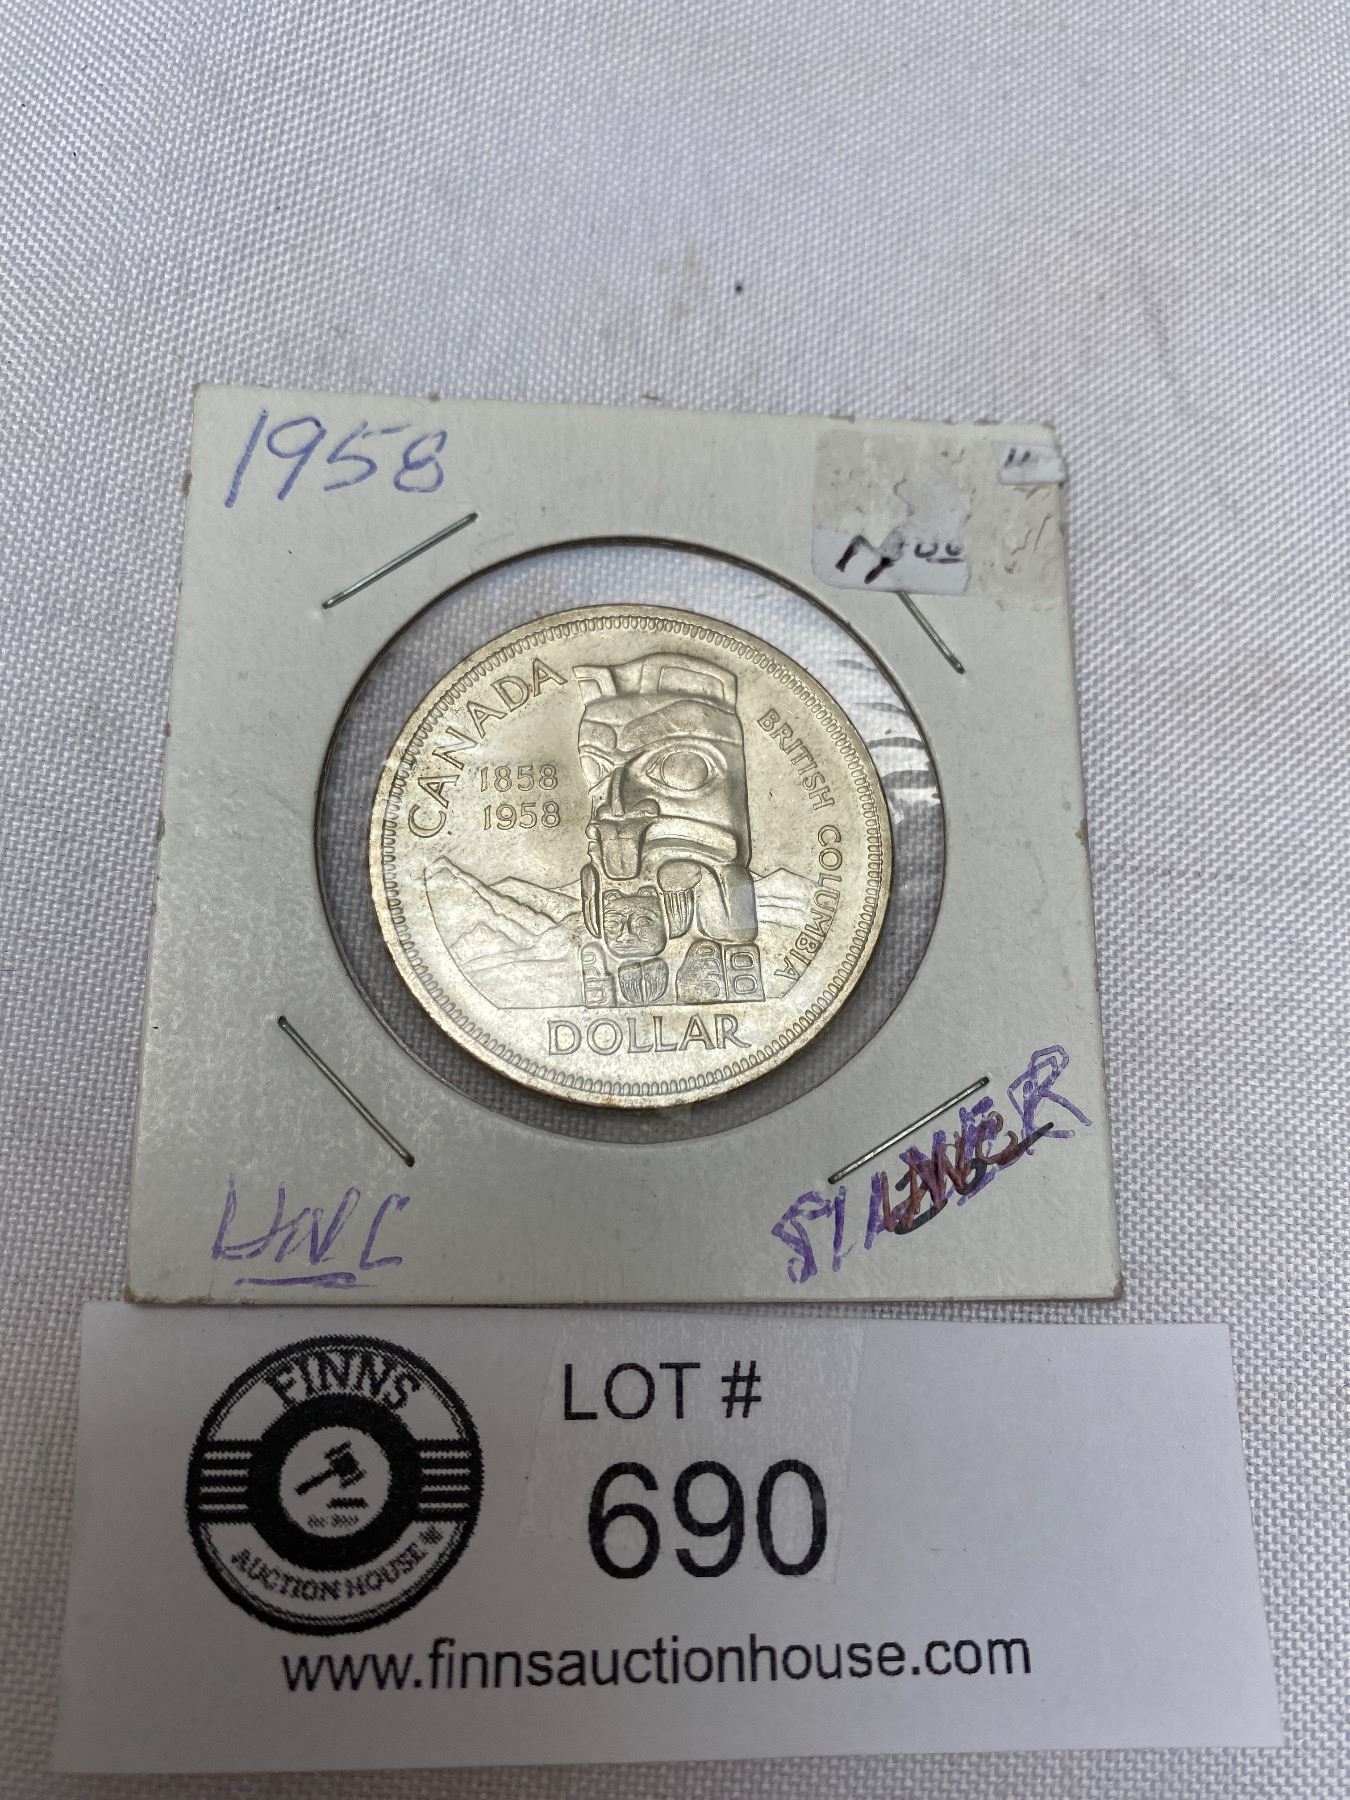 1958
CANADA
1858
1958
BRITISH COLUMBIA
DOLLAR
UNC
SILVER
FINNS
AUCTION HOUSE
LOT #
690
www.finnsauctionhouse.com